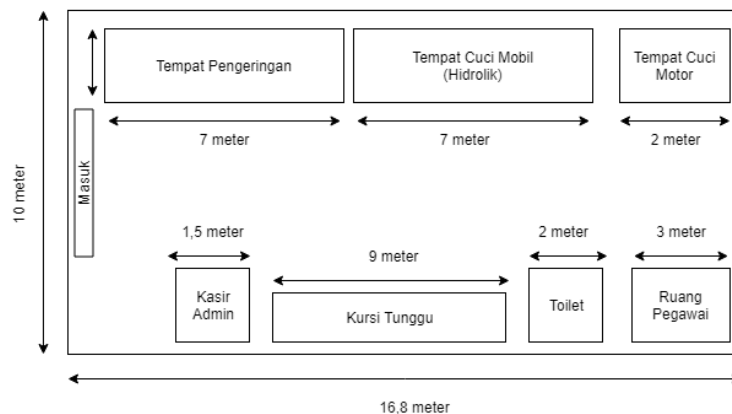 Tempat Pengeringan
Tempat Cuci Mobil
(Hidrolik)
Tempat Cuci
Motor
7 meter
7 meter
2 meter
Masuk
10 meter
1,5 meter
9 meter
2 meter
3 meter
Kasir
Admin
Kursi Tunggu
Toilet
Ruang
Pegawai
16,8 meter